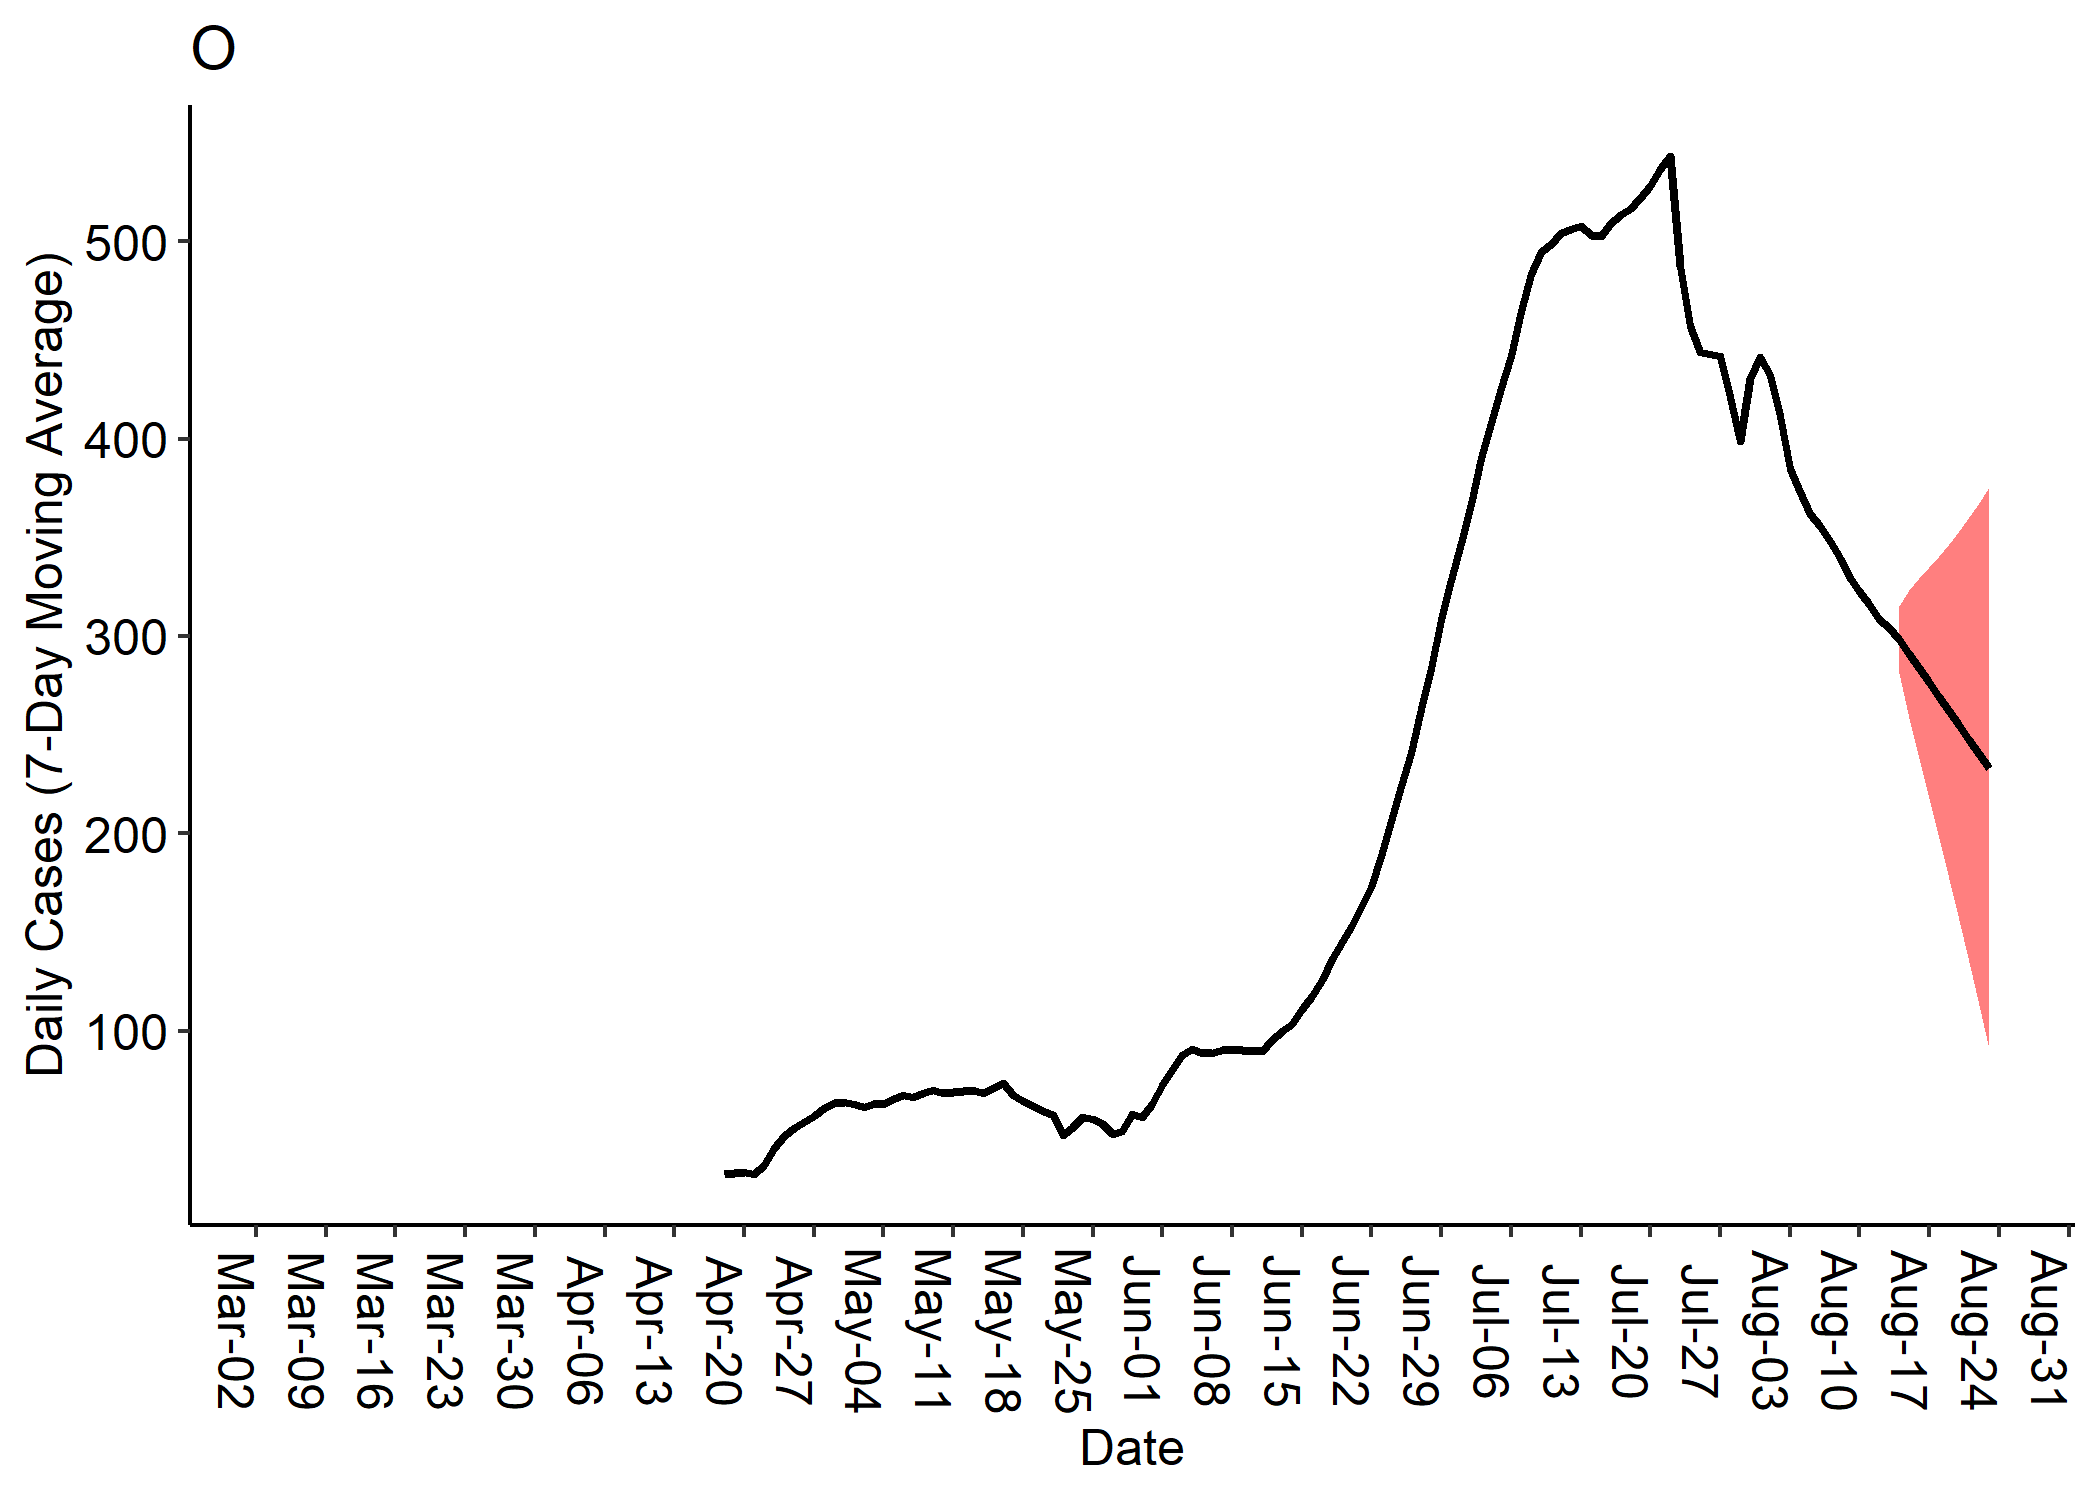 O
Daily Cases (7-Day Moving Average)
500
400
300
200
100
Mar-02
Mar-09
Mar-16
Mar-23
Mar-30
Apr-06
Apr-13
Apr-20
Apr-27
May-04
May-11
May-18
May-25
Jun-01
Jun-08
Jun-15
Jun-22
Jun-29
Jul-06
Jul-13
Jul-20
Jul-27
Aug-03
Aug-10
Aug-17
Aug-24
Aug-31
Date